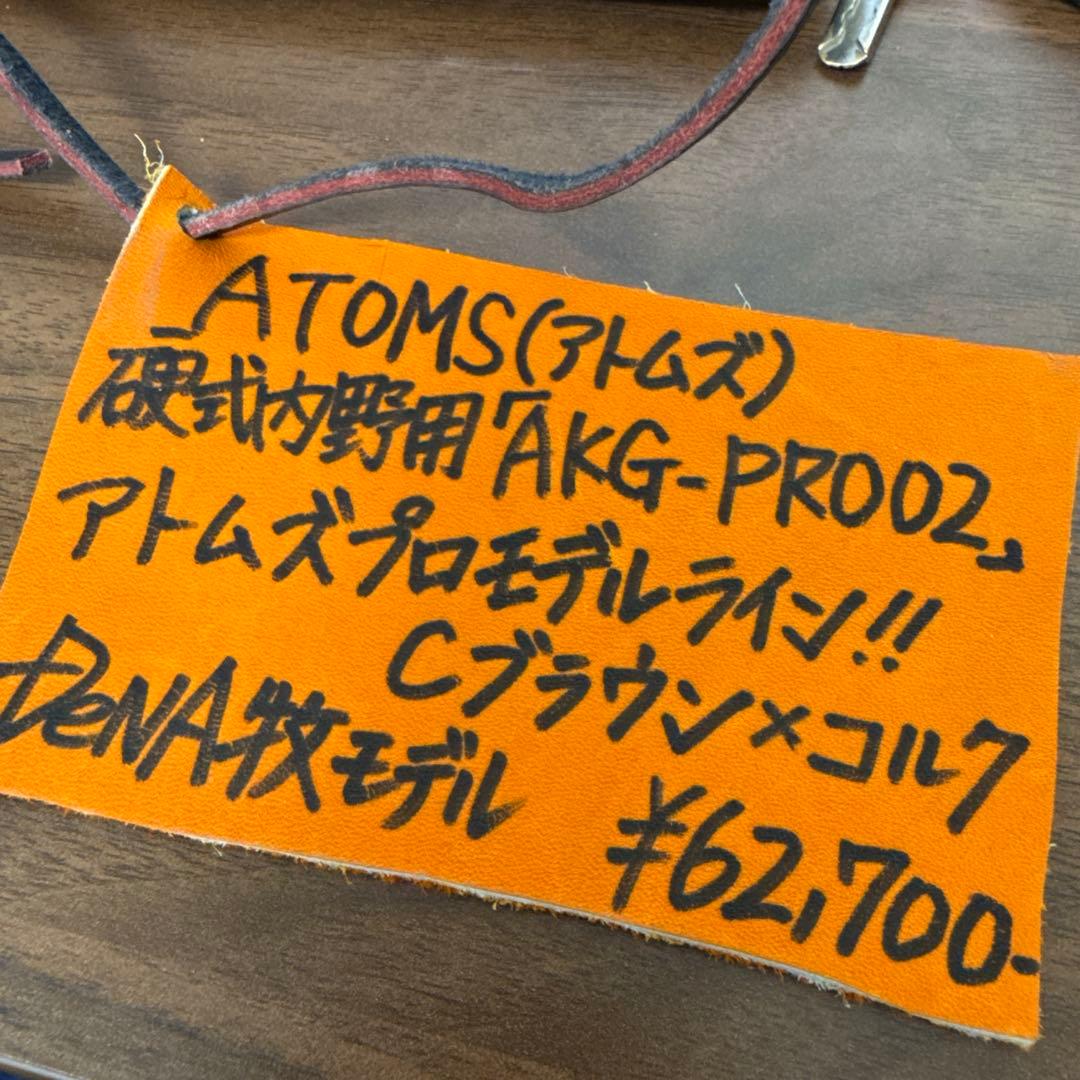 ATOMS(アトムズ)
硬式内野用「AKG-PRO02」
アトムズプロモデルライン!!
Cブラウン×コルク
DeNA牧モデル
¥62,700-